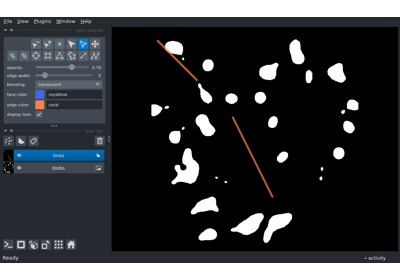 File View Plugins Window Help
opacity: 0.70
edge width: 5
blending: translucent
face color: royalblue
edge color: coral
display text:
lines
blobs
Ready
activity